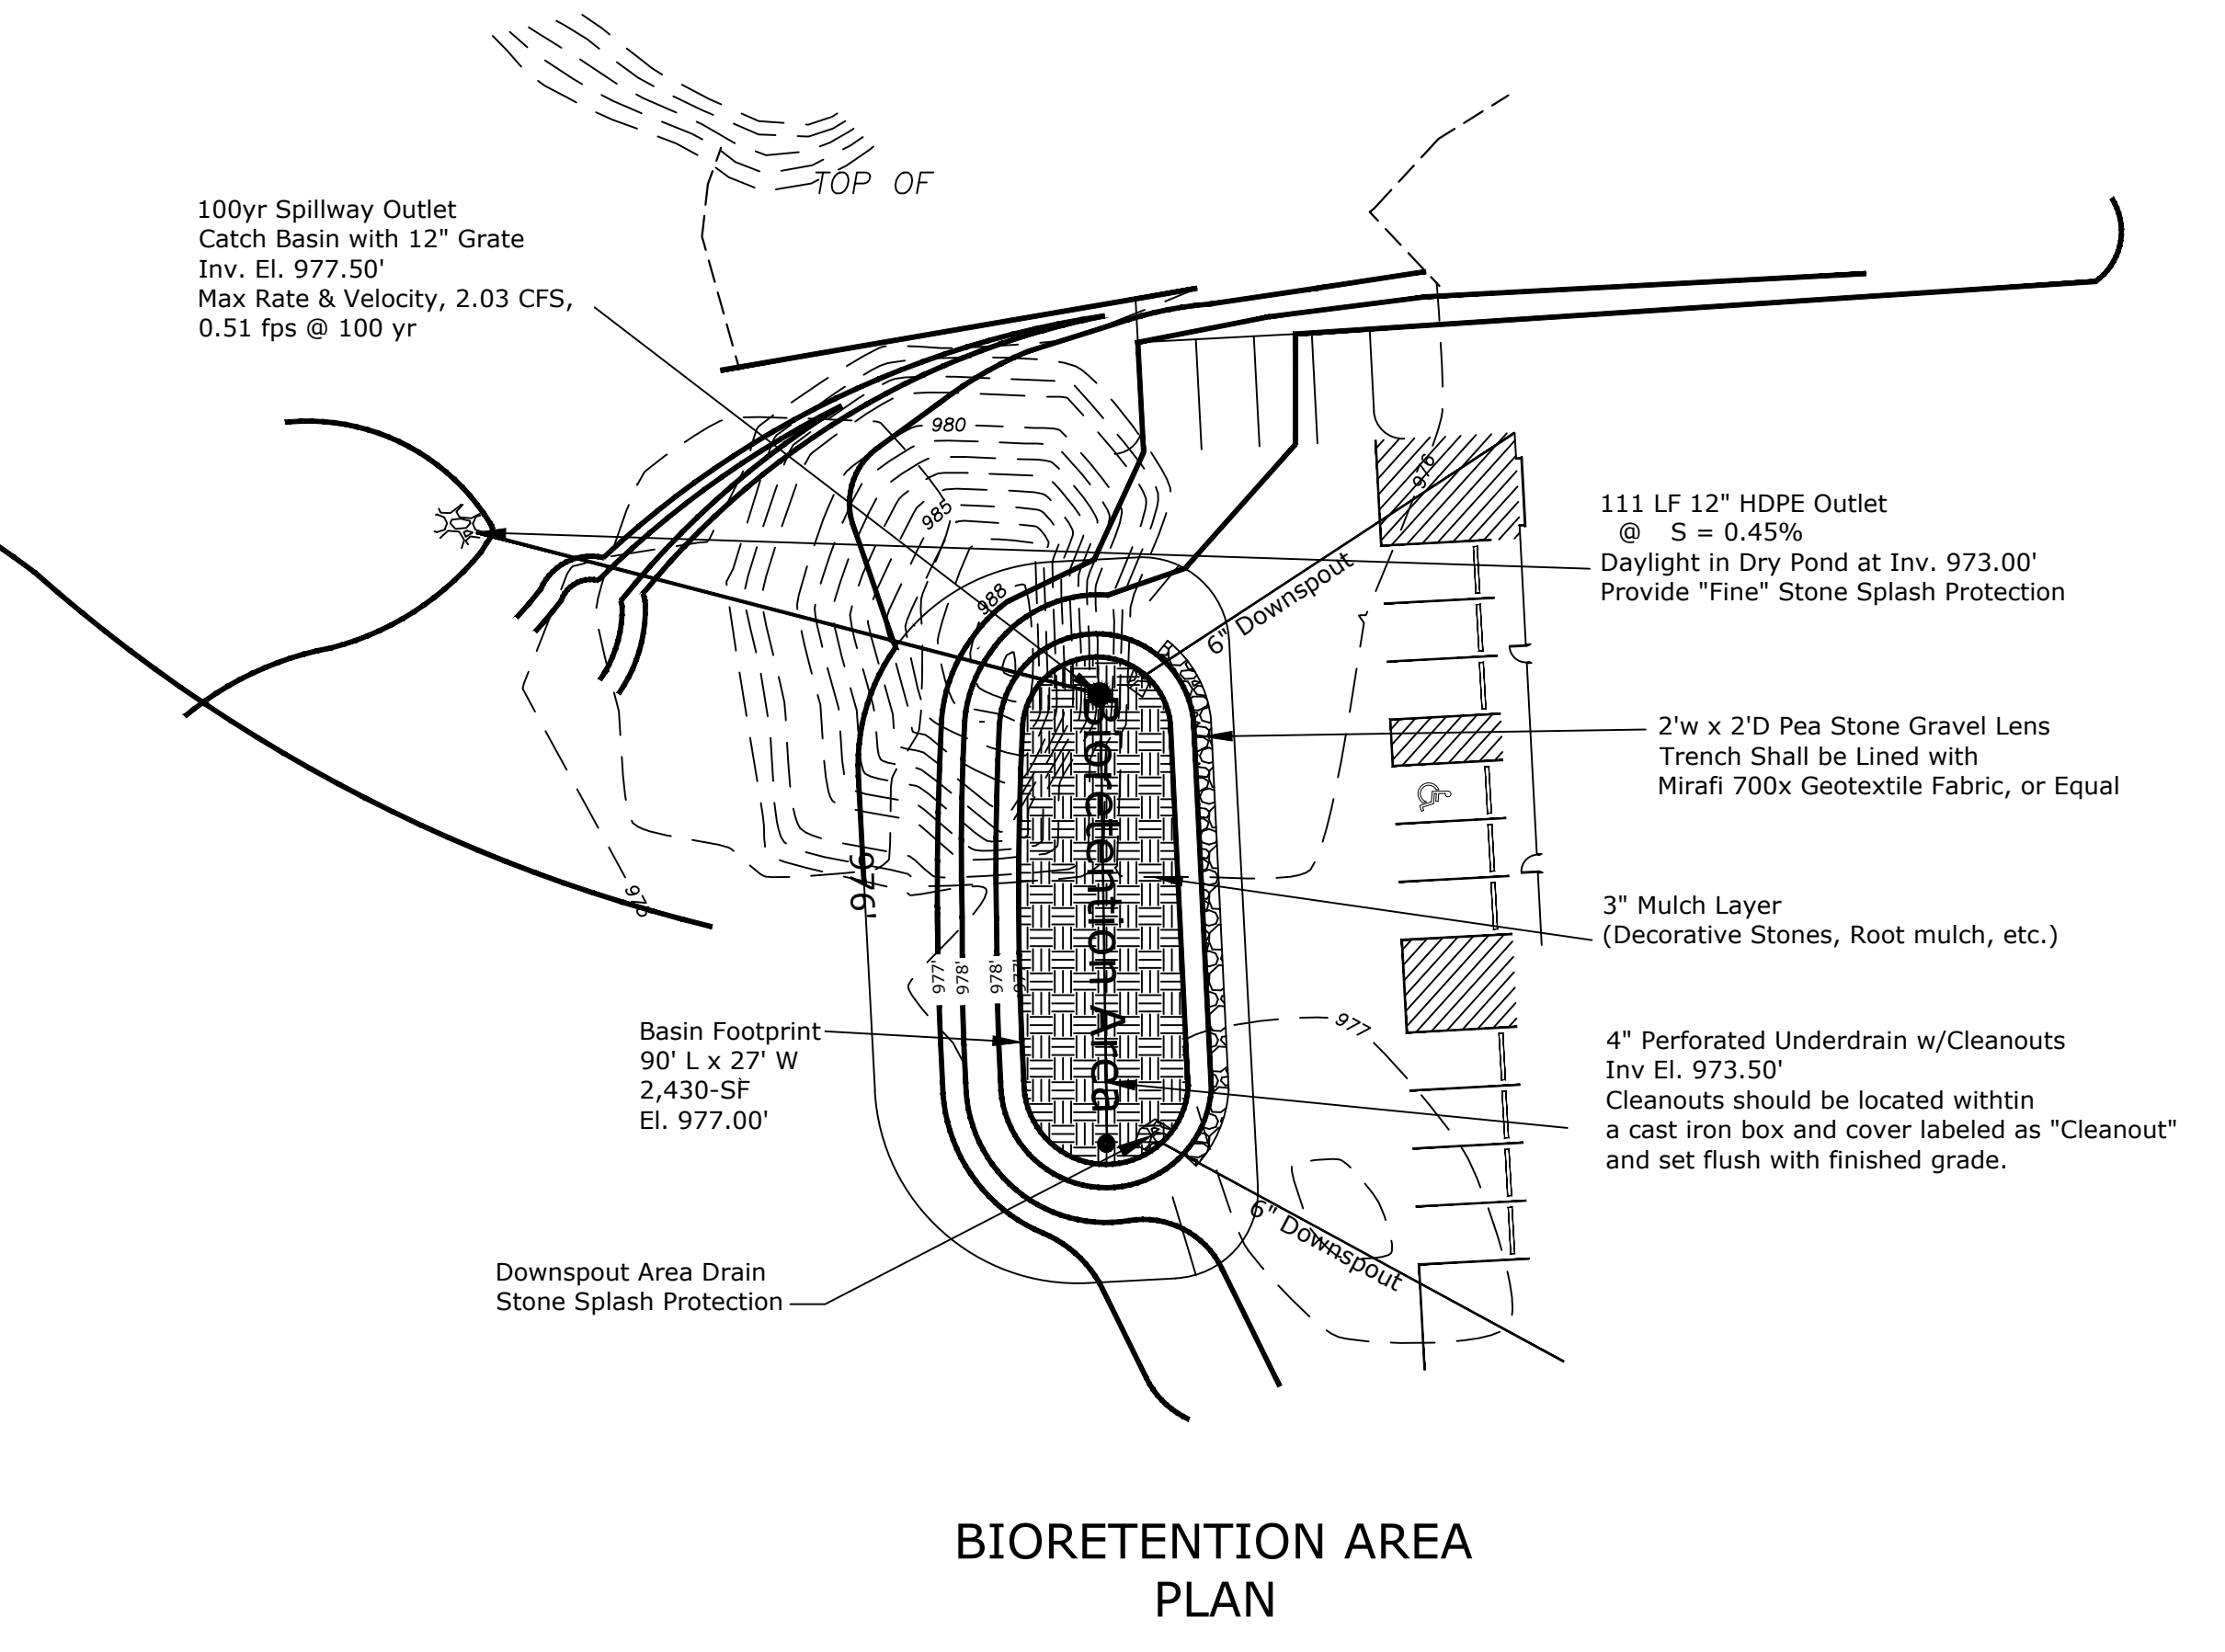 TOP OF
100yr Spillway Outlet
Catch Basin with 12" Grate
Inv. El. 977.50'
Max Rate & Velocity, 2.03 CFS,
0.51 fps @ 100 yr
980
985
988
976
6" Downspout
111 LF 12" HDPE Outlet
@ S = 0.45%
Daylight in Dry Pond at Inv. 973.00'
Provide "Fine" Stone Splash Protection
2'w x 2'D Pea Stone Gravel Lens
Trench Shall be Lined with
Mirafi 700x Geotextile Fabric, or Equal
Bioretention Area
976'
976
3" Mulch Layer
(Decorative Stones, Root mulch, etc.)
977'
978'
978'
977'
977
Basin Footprint
90' L x 27' W
2,430-SF
El. 977.00'
4" Perforated Underdrain w/Cleanouts
Inv El. 973.50'
Cleanouts should be located withtin
a cast iron box and cover labeled as "Cleanout"
and set flush with finished grade.
6" Downspout
Downspout Area Drain
Stone Splash Protection
BIORETENTION AREA
PLAN